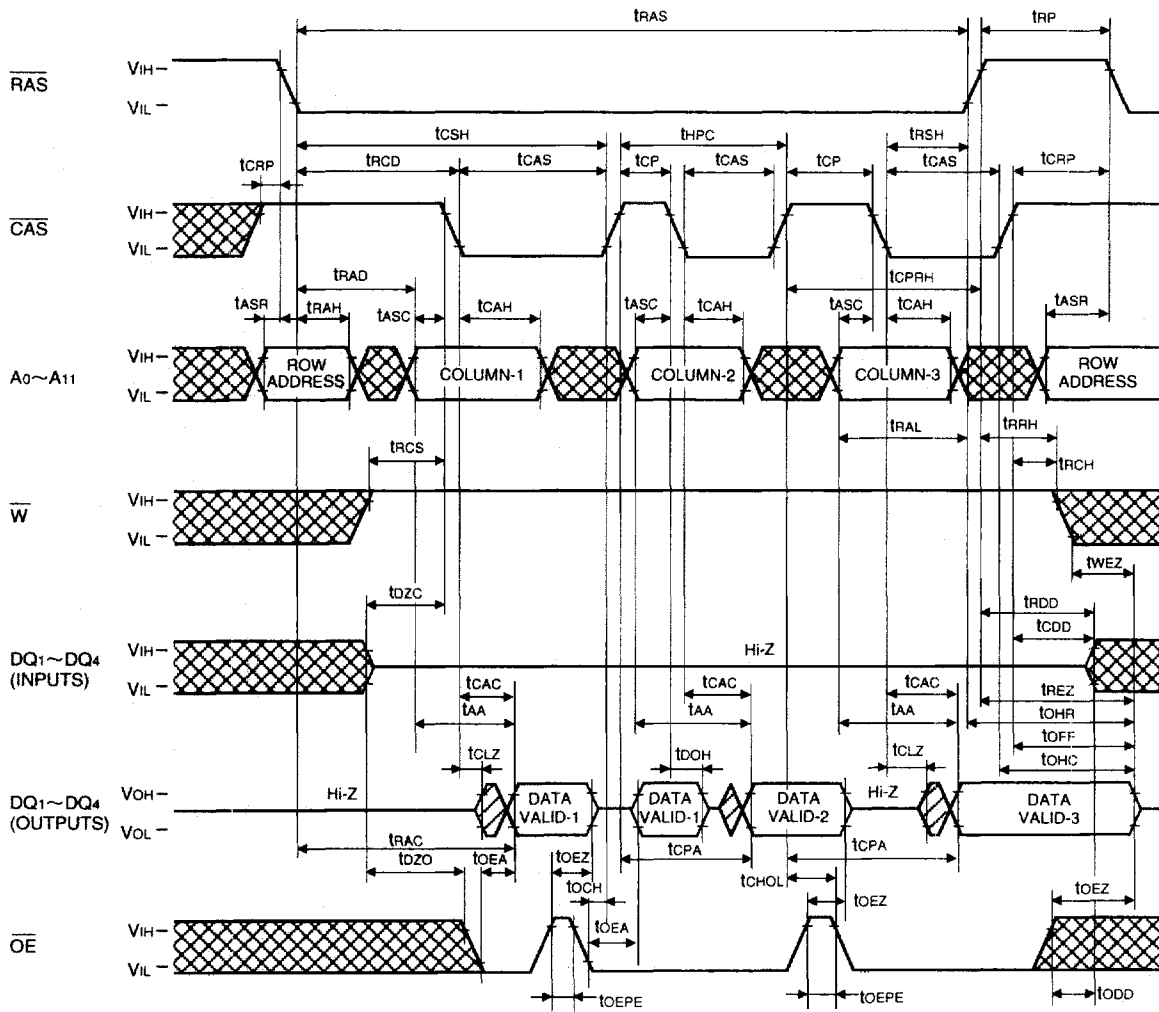 tRAS tRP
RAS VIH
VIL
tCSH tHPC tRSH
tCRP tRCD tCAS tCP tCAS tCP tCAS tCRP
CAS VIH
VIL
tRAD tCPRH
tASR tRAH tASC tCAH tASC tCAH tASC tCAH tASR
A0~A11 VIH
VIL
ROW ADDRESS COLUMN-1 COLUMN-2 COLUMN-3 ROW ADDRESS
tRCS tRAL tRRH
tRCH
W VIH
VIL
tWEZ
tDZC tRDD
tCDD
DQ1~DQ4 (INPUTS) VIH
VIL
Hi-Z
tCAC tCAC tCAC tREZ
tAA tAA tAA tOHR
tCLZ tDOH tCLZ tOFF
tOHC
DQ1~DQ4 (OUTPUTS) VOH
VOL
Hi-Z DATA VALID-1 DATA VALID-1 DATA VALID-2 Hi-Z DATA VALID-3
tRAC tCPA tCPA
tDZO tOEA tOEZ tCHOL tOEZ tOEZ
tOCH
tOEA
OE VIH
VIL
tOEPE tOEPE tODD